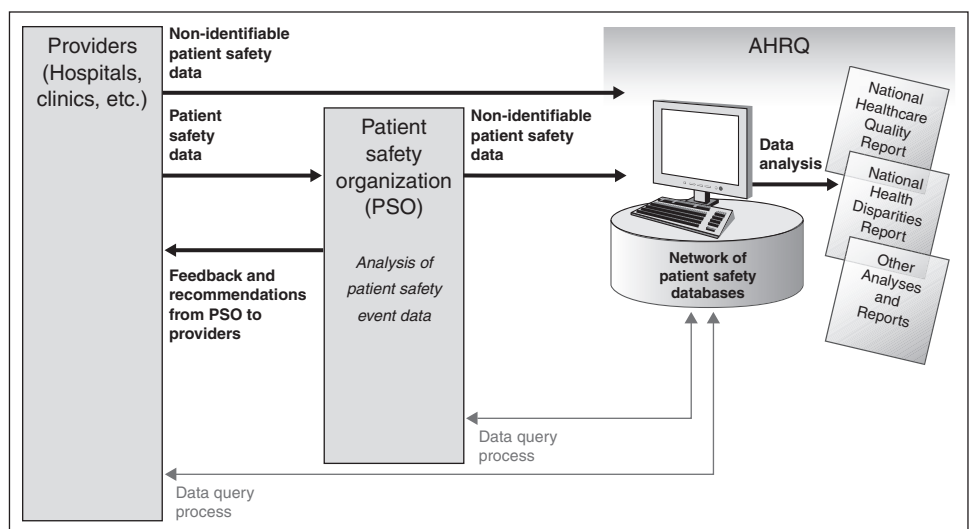 Providers
(Hospitals,
clinics, etc.)
Non-identifiable
patient safety
data
Patient
safety
data
Feedback and
recommendations
from PSO to
providers
Patient
safety
organization
(PSO)
Analysis of
patient safety
event data
Non-identifiable
patient safety
data
AHRQ
Network of
patient safety
databases
Data
analysis
National
Healthcare
Quality
Report
National
Health
Disparities
Report
Other
Analyses
and
Reports
Data query
process
Data query
process